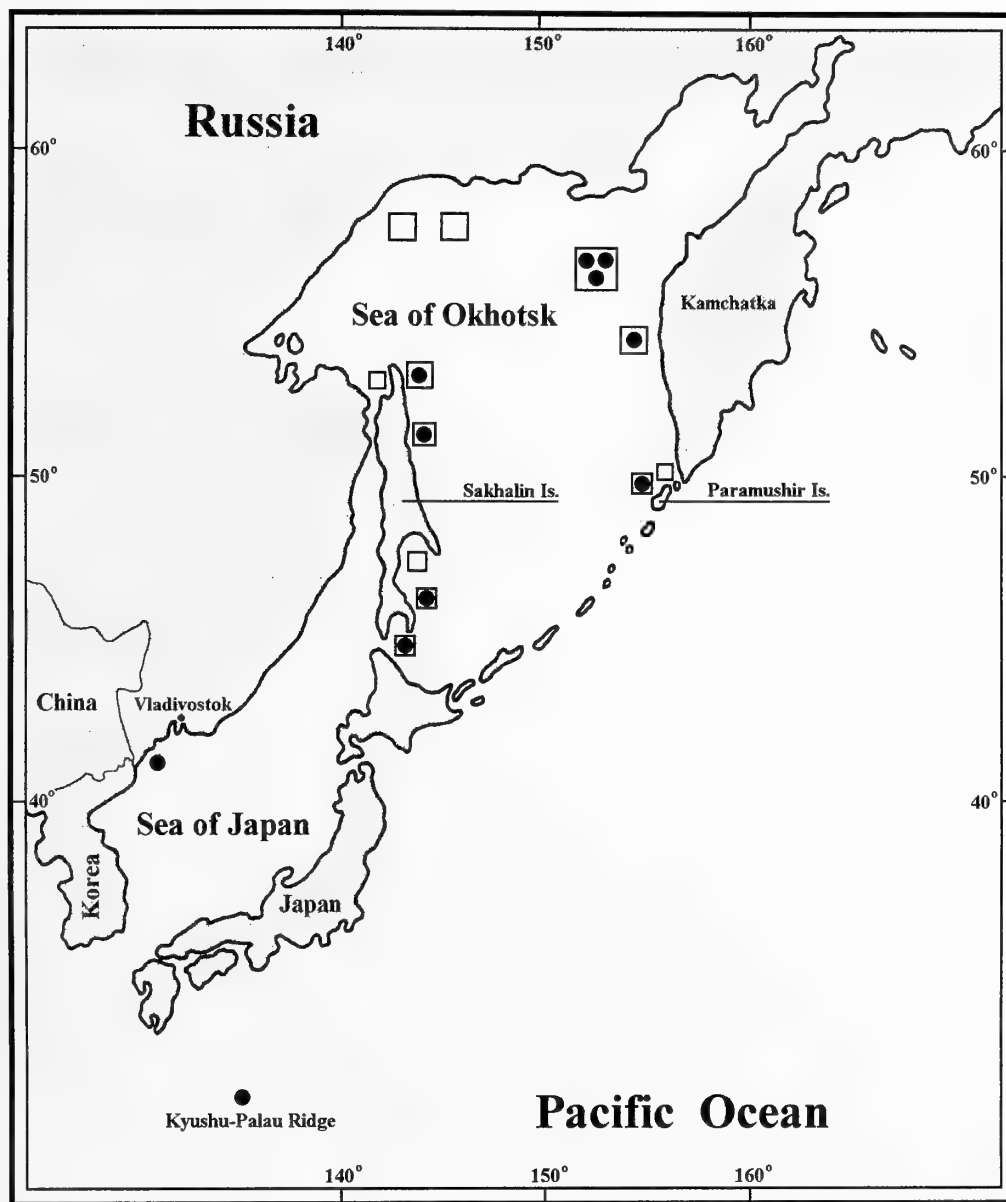 140° 150° 160°
Russia
60° 60°
Kamchatka
Sea of Okhotsk
50° 50°
Sakhalin Is. Paramushir Is.
China Vladivostok
40° 40°
Sea of Japan
Korea
Japan
Kyushu-Palau Ridge
Pacific Ocean
140° 150° 160°